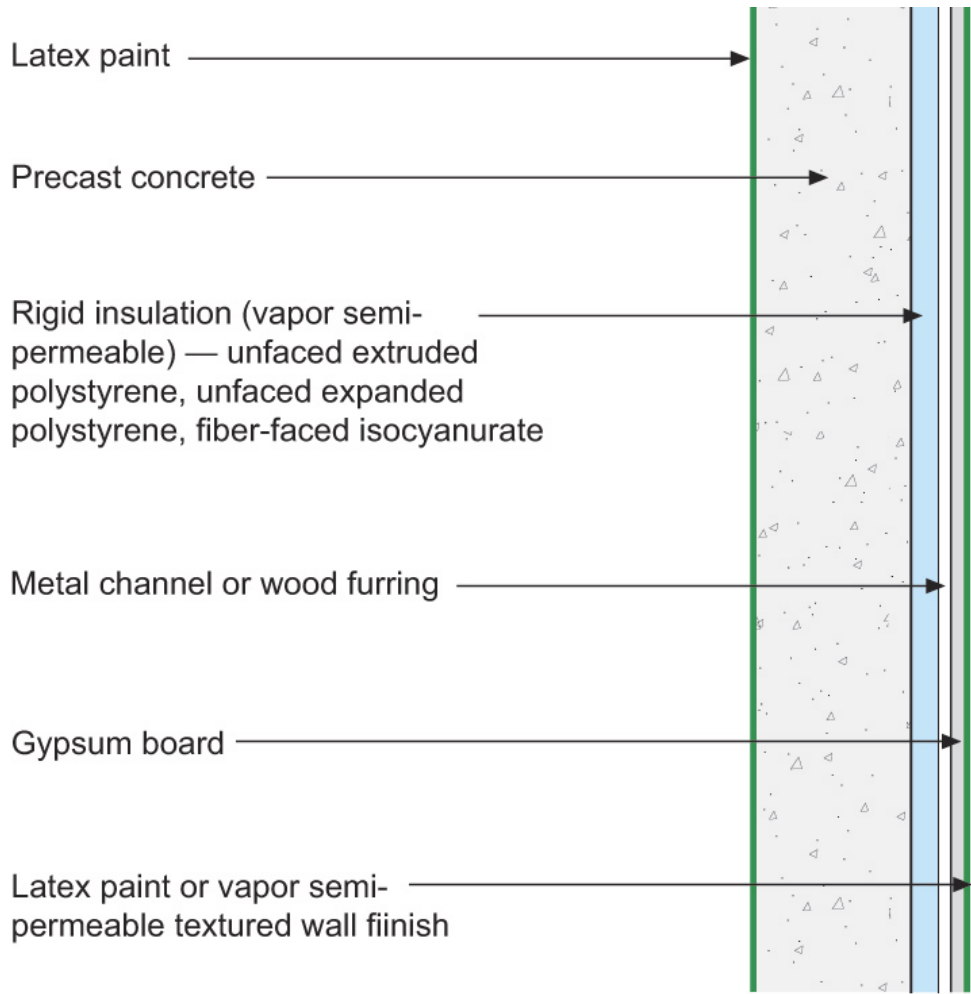 Latex paint
Precast concrete
Rigid insulation (vapor semi-
permeable) — unfaced extruded
polystyrene, unfaced expanded
polystyrene, fiber-faced isocyanurate
Metal channel or wood furring
Gypsum board
Latex paint or vapor semi-
permeable textured wall fiinish